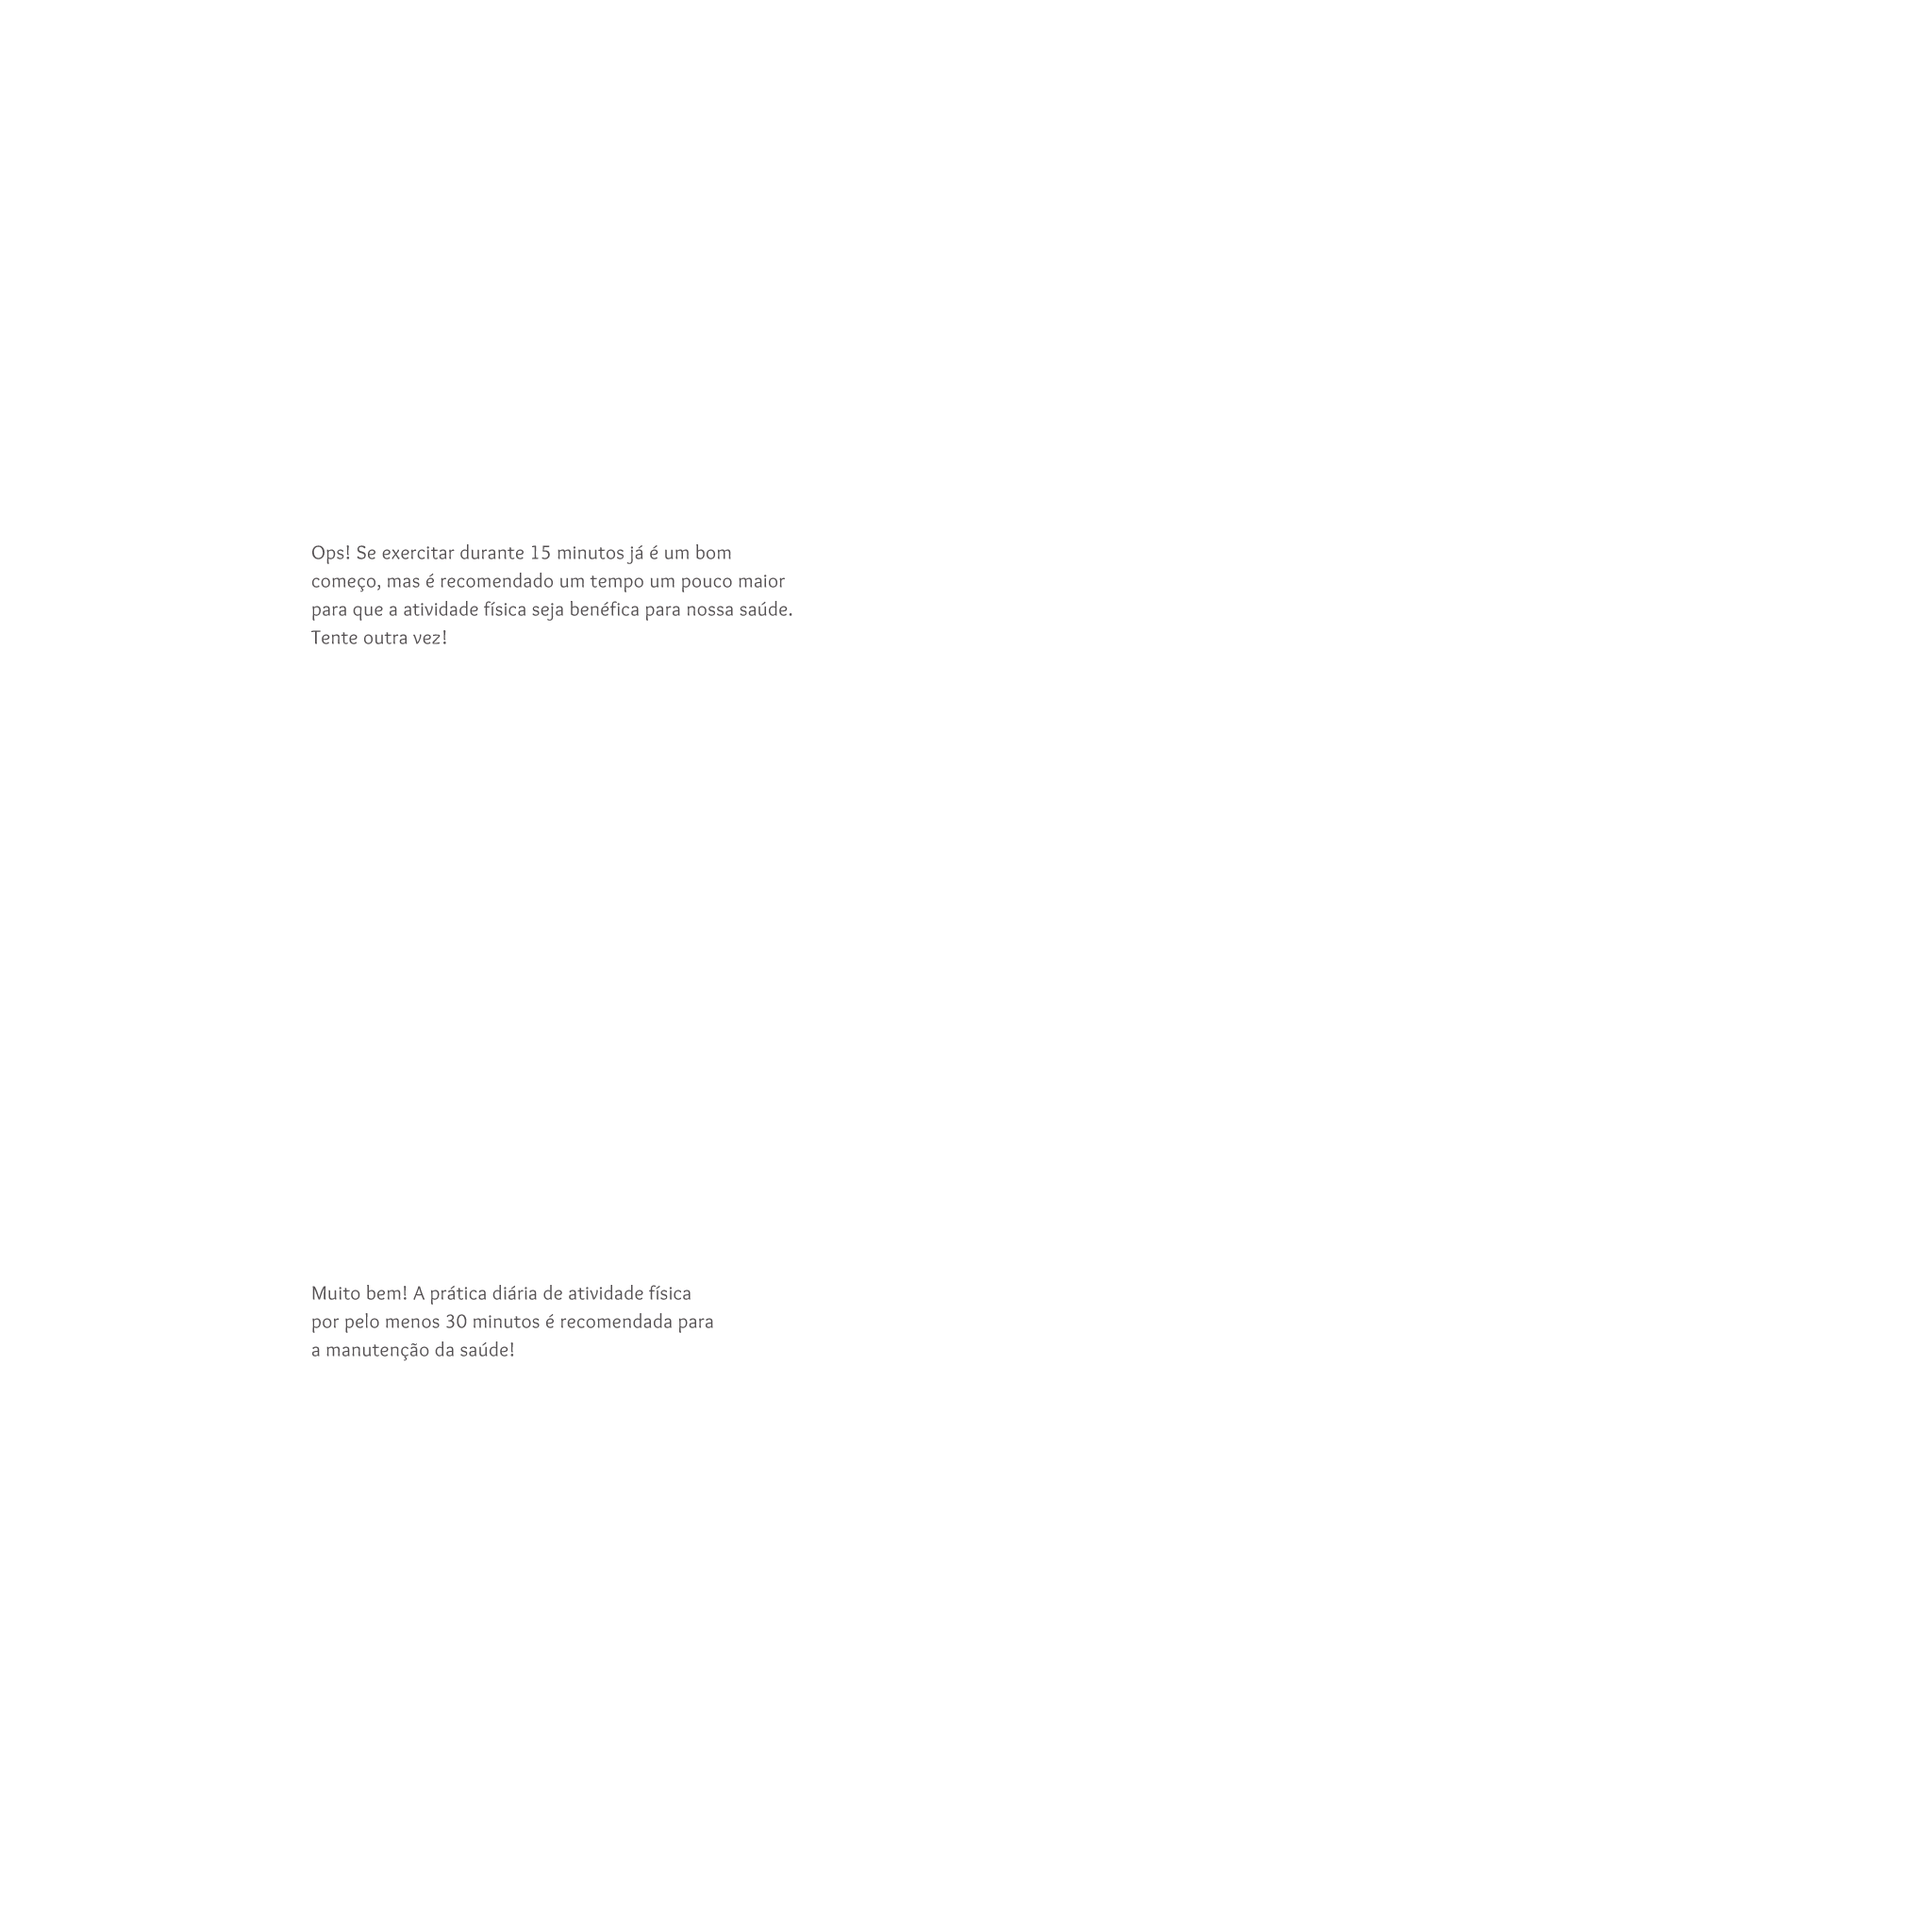 Ops! Se exercitar durante 15 minutos já é um bom
começo, mas é recomendado um tempo um pouco maior
para que a atividade física seja benéfica para nossa saúde.
Tente outra vez!
Muito bem! A prática diária de atividade física
por pelo menos 30 minutos é recomendada para
a manutenção da saúde!